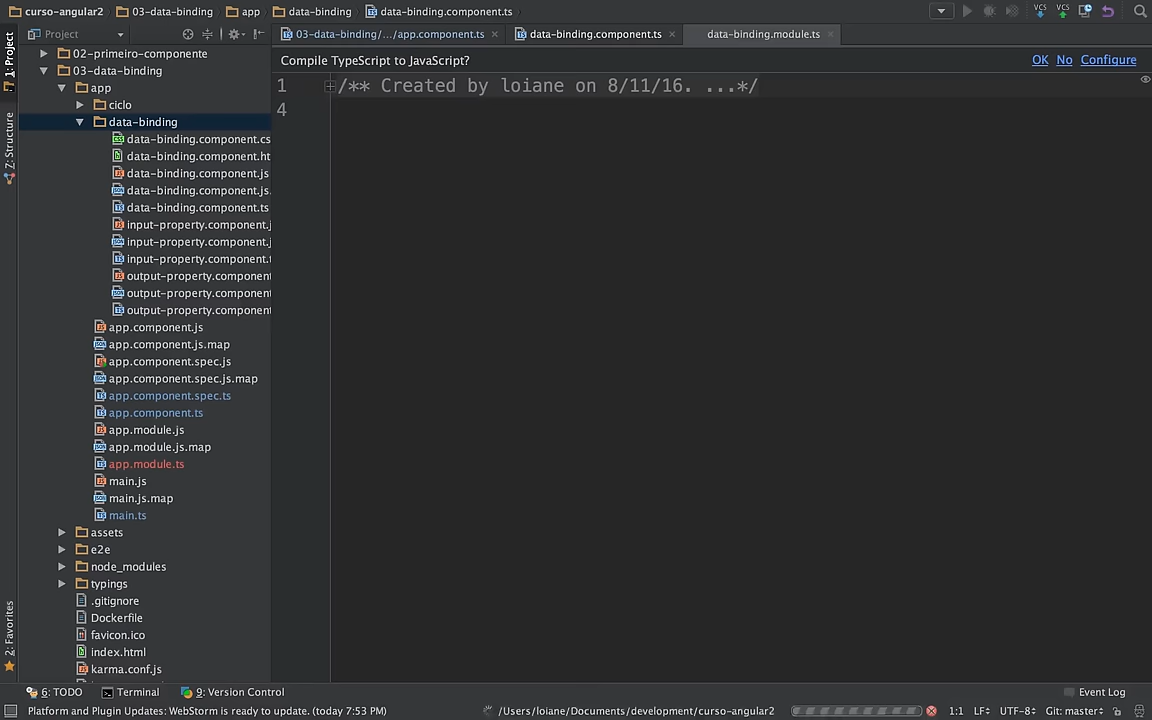 curso-angular2 03-data-binding app data-binding data-binding.component.ts
Project 03-data-binding/.../app.component.ts data-binding.component.ts data-binding.module.ts
1: Project
7: Structure
2: Favorites
Compile TypeScript to JavaScript? OK No Configure
1 /** Created by loiane on 8/11/16. ...*/
4
02-primeiro-componente
03-data-binding
app
ciclo
data-binding
data-binding.component.cs
data-binding.component.ht
data-binding.component.js
data-binding.component.js.
data-binding.component.ts
input-property.component.j
input-property.component.j
input-property.component.t
output-property.component
output-property.component
output-property.component
app.component.js
app.component.js.map
app.component.spec.js
app.component.spec.js.map
app.component.spec.ts
app.component.ts
app.module.js
app.module.js.map
app.module.ts
main.js
main.js.map
main.ts
assets
e2e
node_modules
typings
.gitignore
Dockerfile
favicon.ico
index.html
karma.conf.js
6: TODO Terminal 9: Version Control Event Log
Platform and Plugin Updates: WebStorm is ready to update. (today 7:53 PM) /Users/loiane/Documents/development/curso-angular2 1:1 LF UTF-8 Git: master